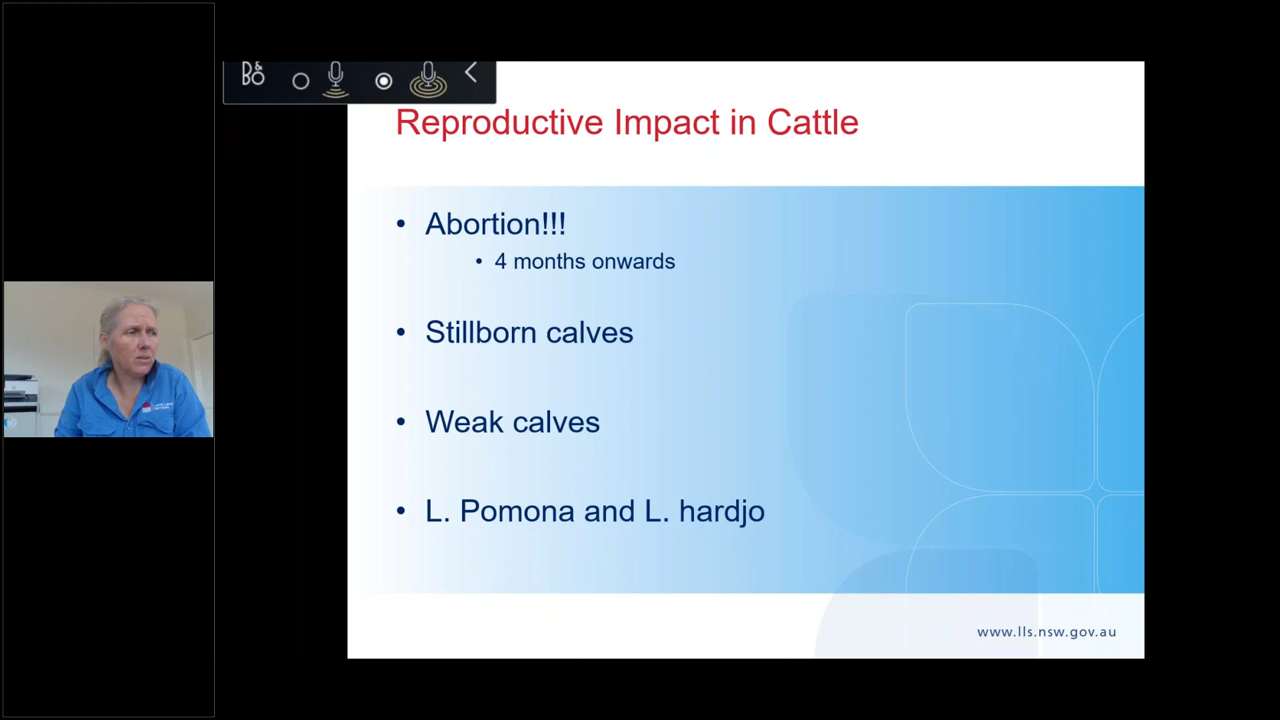 B&O
Reproductive Impact in Cattle
• Abortion!!!
• 4 months onwards
• Stillborn calves
• Weak calves
• L. Pomona and L. hardjo
www.lls.nsw.gov.au